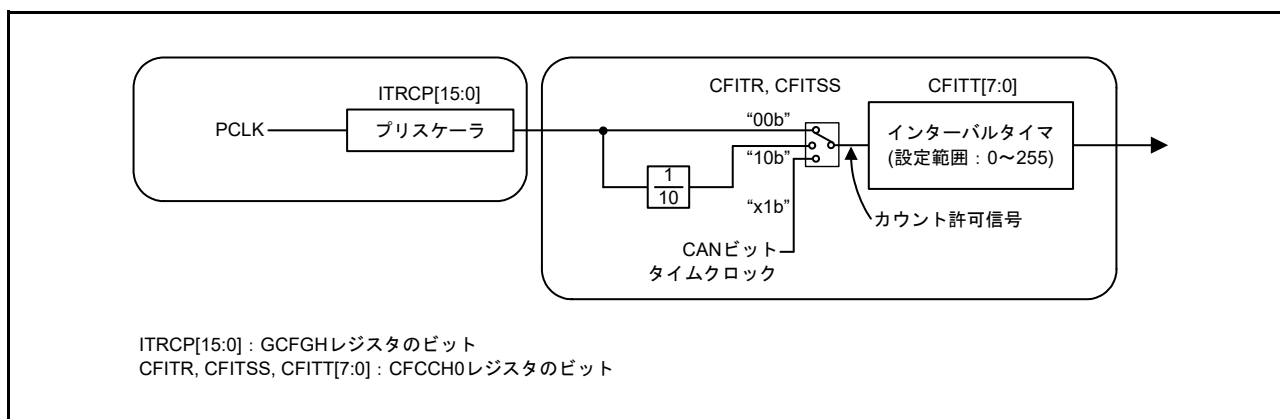 ITRCP[15:0]
PCLK
プリスケーラ
CFITR, CFITSS
CFITT[7:0]
“00b”
“10b”
“x1b”
1
10
インターバルタイマ
(設定範囲：0～255)
カウント許可信号
CANビット
タイムクロック
ITRCP[15:0]：GCFGHレジスタのビット
CFITR, CFITSS, CFITT[7:0]：CFCCH0レジスタのビット